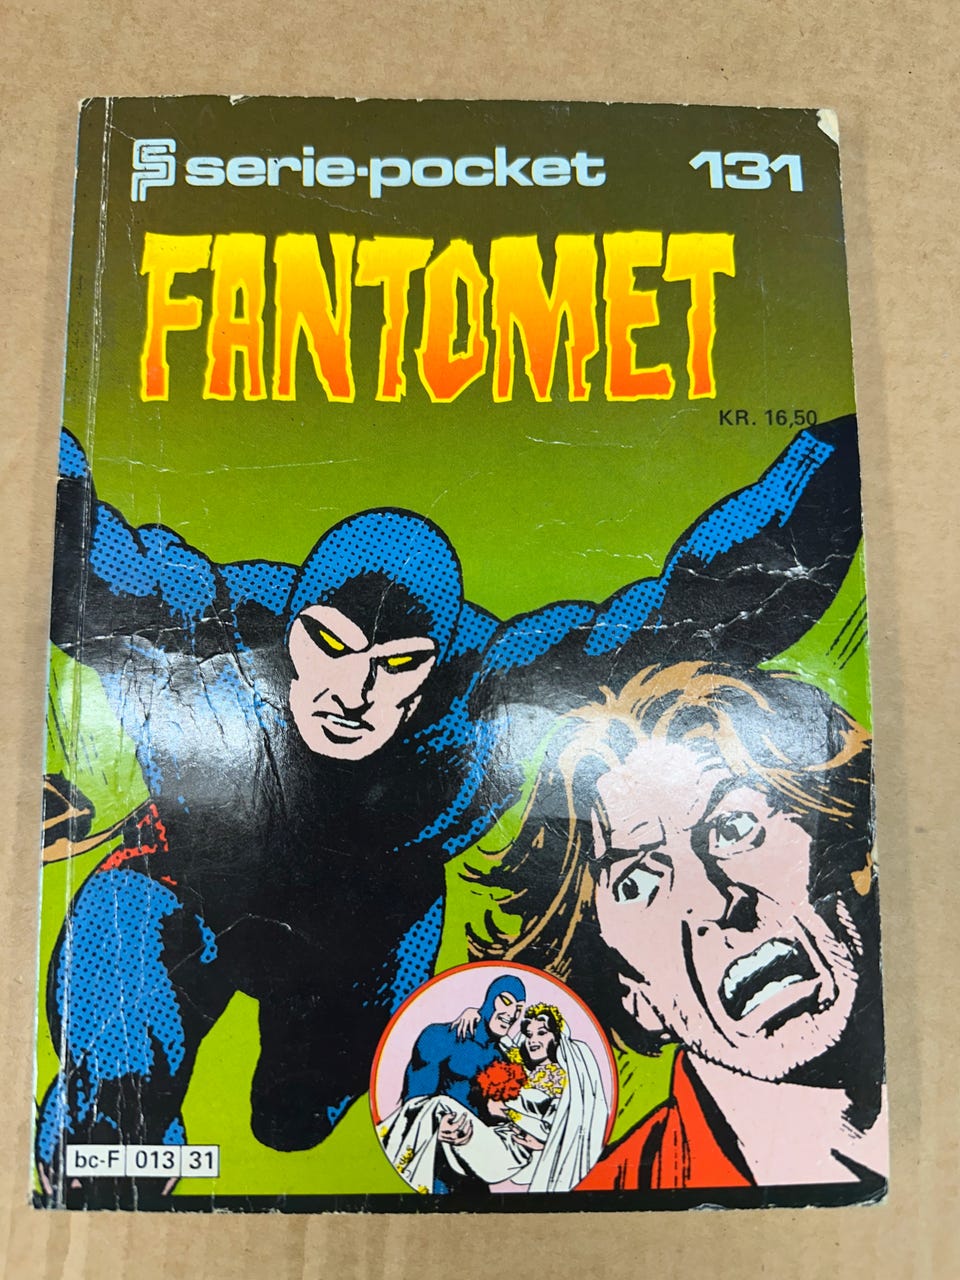 serie-pocket 131
FANTOMET
KR. 16,50
bc-F 013 31